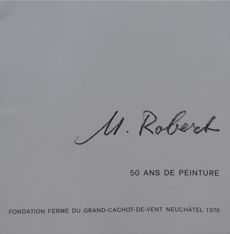 M. Robert
50 ANS DE PEINTURE
FONDATION FERME DU GRAND-CACHOT-DE-VENT NEUCHÂTEL 1976